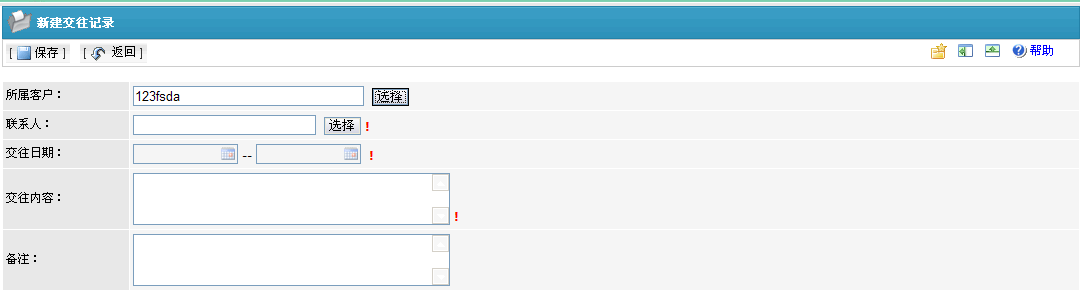 新建交往记录
[ 保存 ] [ 返回 ] 帮助
所属客户： 123fsda 选择
联系人： 选择 !
交往日期： -- !
交往内容： !
备注：